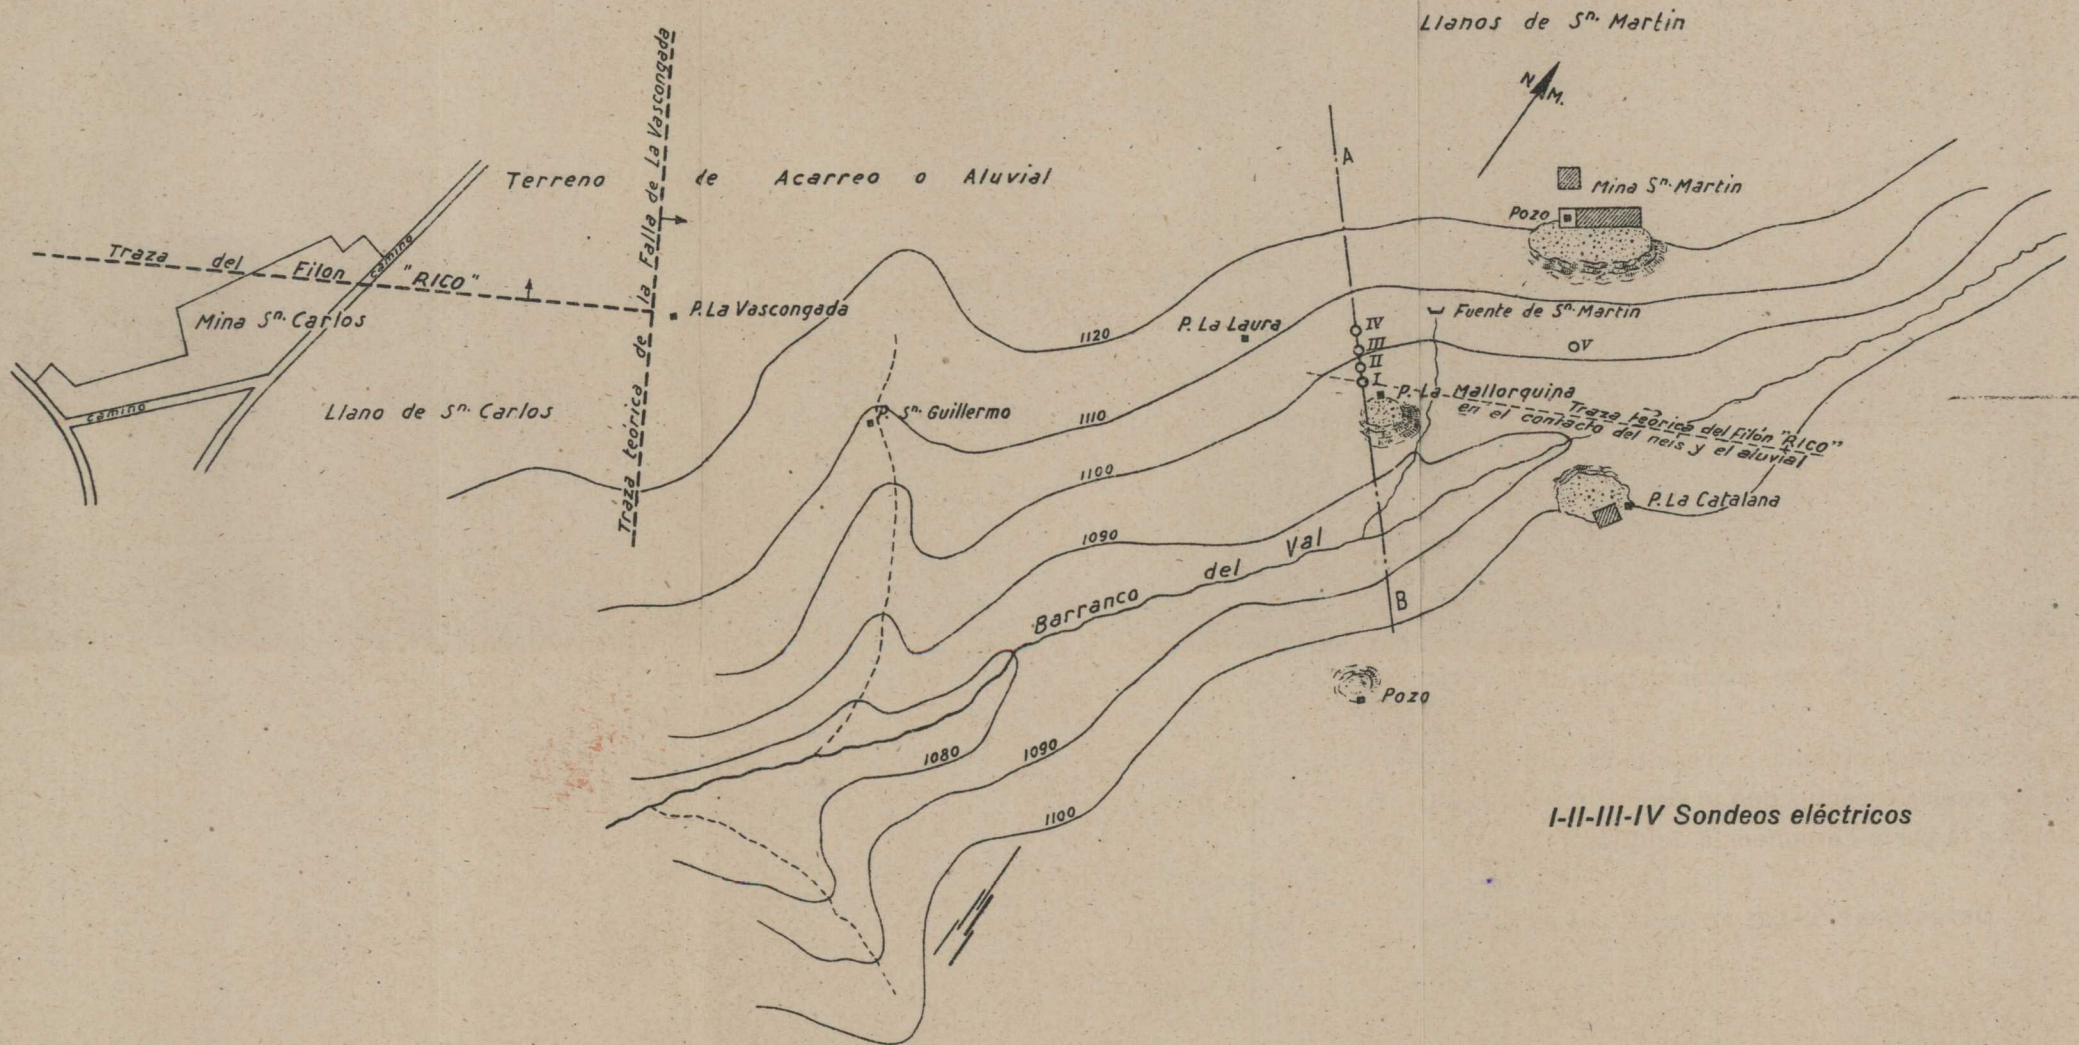 Llanos de Sn. Martin
N M.
A
Terreno de Acarreo o Aluvial
Traza teórica de la Falla de La Vascongada
Mina Sn. Martin
Pozo
Traza del Filón "RICO"
camino
Mina Sn. Carlos
P. La Vascongada
Fuente de Sn. Martin
1120
P. La Laura
IV
III
II
I
V
Llano de Sn. Carlos
camino
P. Sn. Guillermo
1110
P. La Mallorquina
Traza teórica del Filón "RICO"
en el contacto del neis y el aluvial
1100
P. La Catalana
1090
Barranco del Val
B
Pozo
1080
1090
1100
I-II-III-IV Sondeos eléctricos